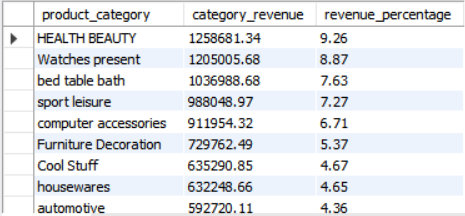 product_category category_revenue revenue_percentage
HEALTH BEAUTY 1258681.34 9.26
Watches present 1205005.68 8.87
bed table bath 1036988.68 7.63
sport leisure 988048.97 7.27
computer accessories 911954.32 6.71
Furniture Decoration 729762.49 5.37
Cool Stuff 635290.85 4.67
housewares 632248.66 4.65
automotive 592720.11 4.36